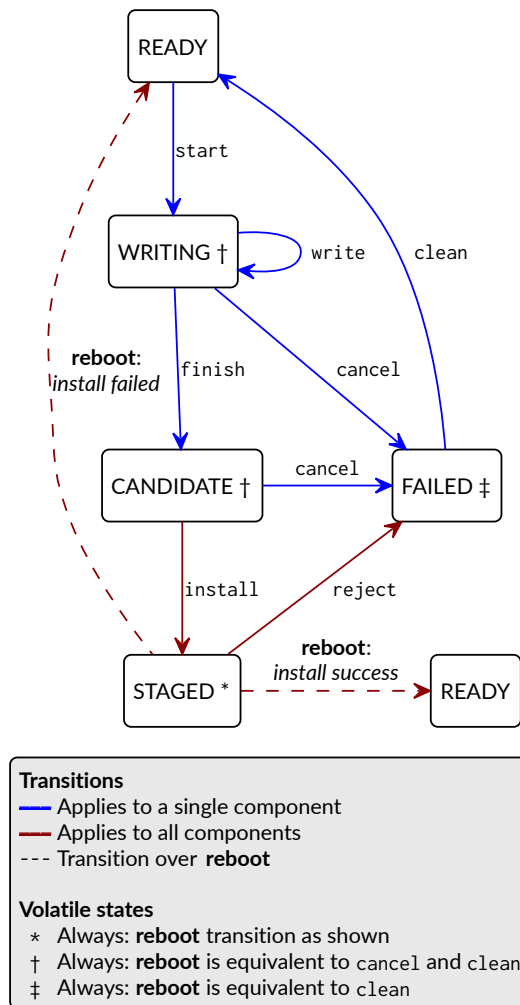 READY
start
WRITING †
write
clean
reboot:
install failed
finish
cancel
CANDIDATE †
cancel
FAILED ‡
install
reject
reboot:
install success
STAGED *
READY
Transitions
Applies to a single component
Applies to all components
--- Transition over reboot
Volatile states
* Always: reboot transition as shown
† Always: reboot is equivalent to cancel and clean
‡ Always: reboot is equivalent to clean